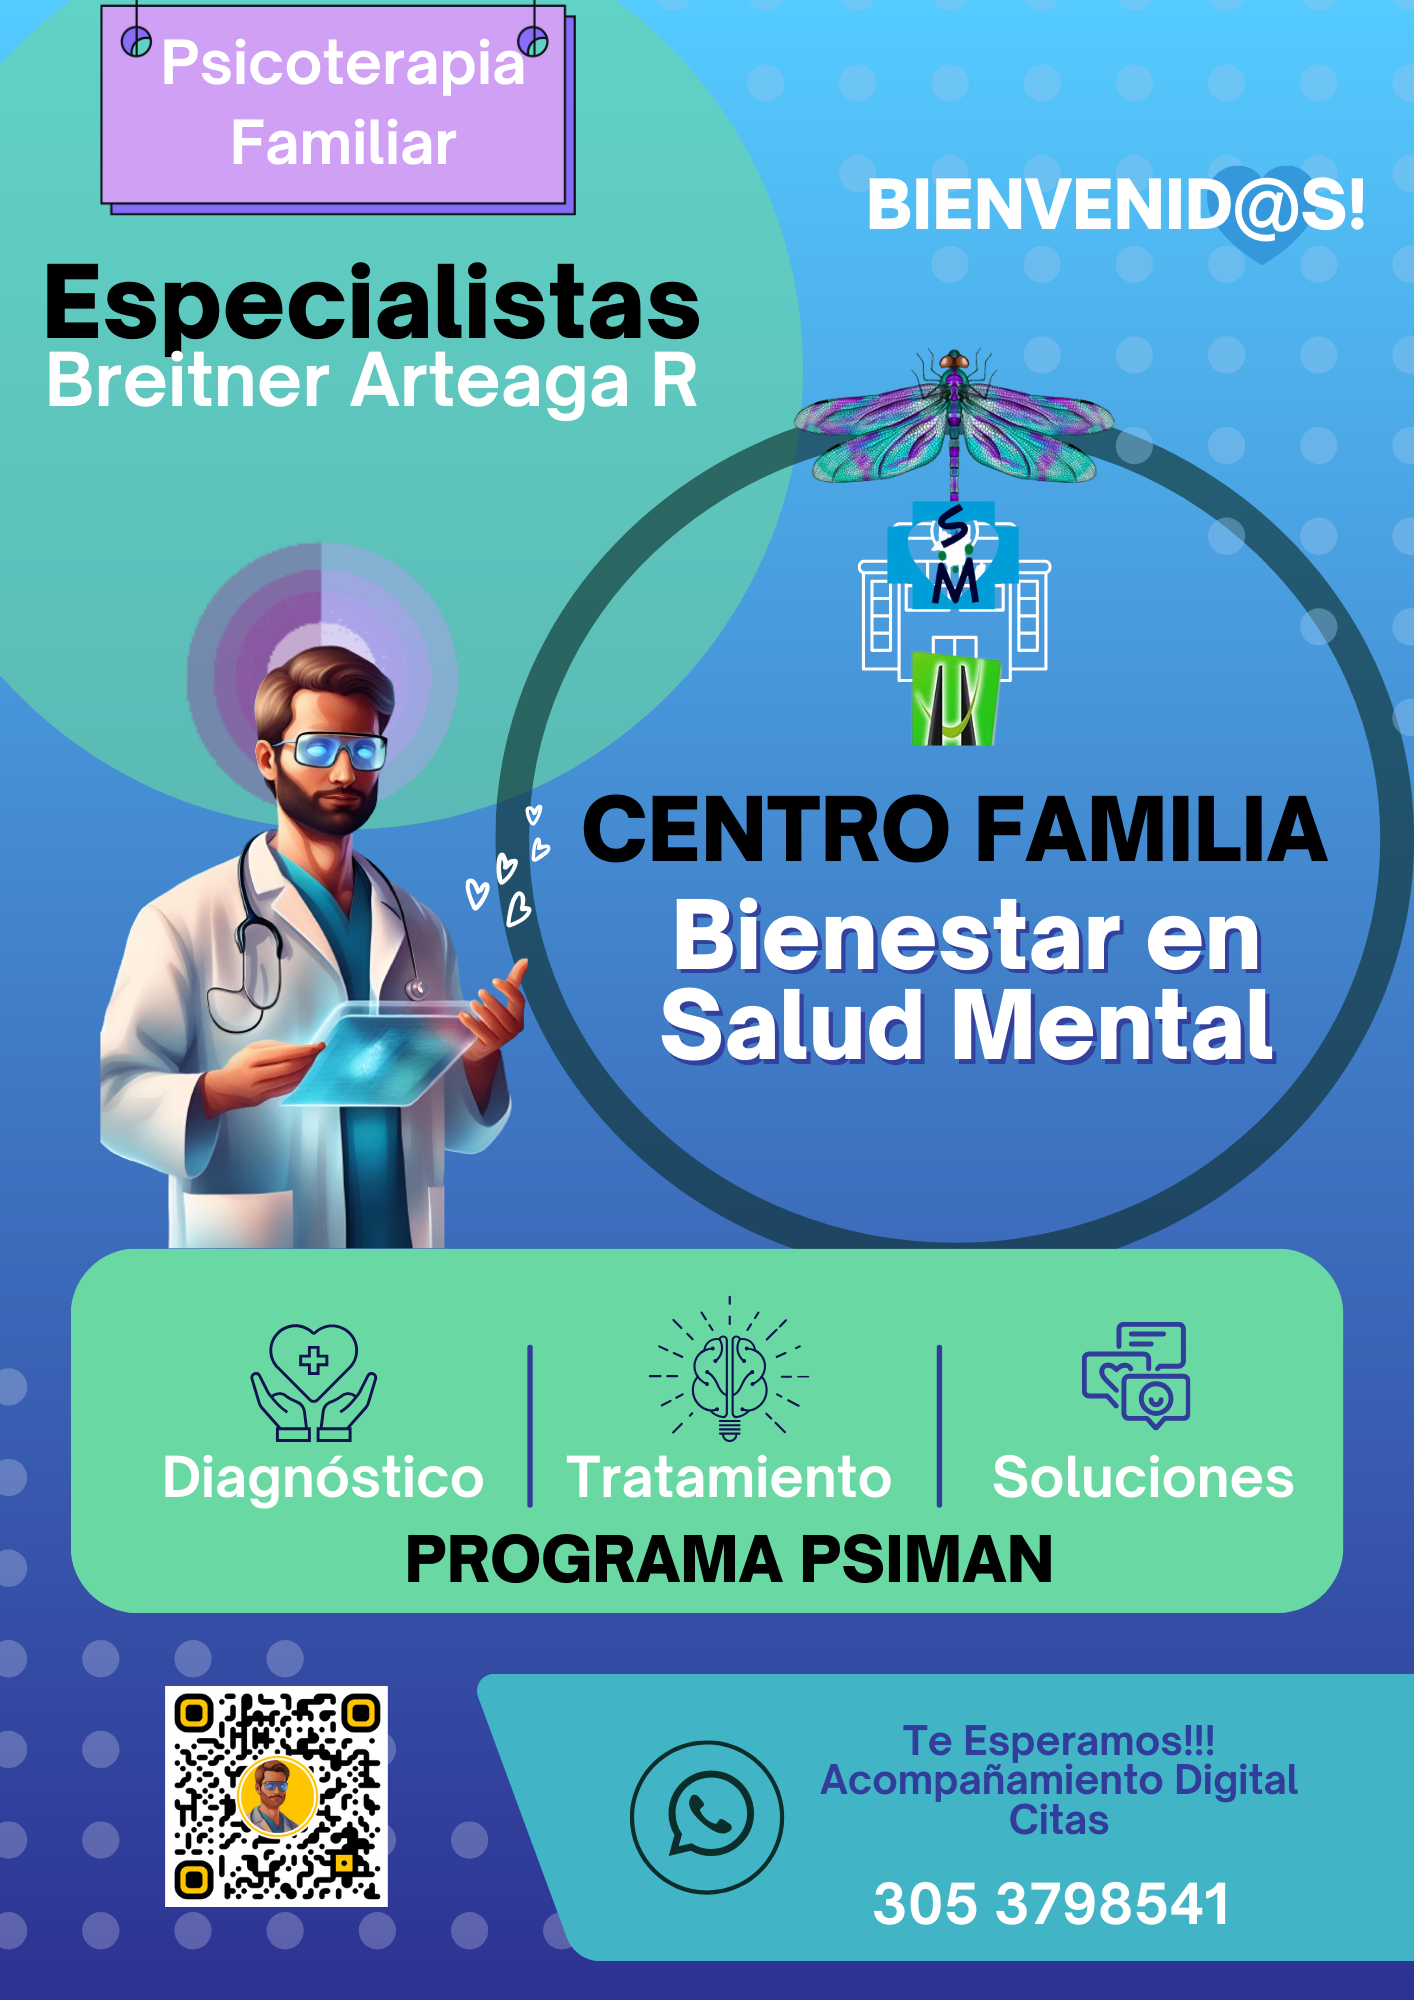 Psicoterapia
Familiar
BIENVENID@S!
Especialistas
Breitner Arteaga R
S
M
CENTRO FAMILIA
Bienestar en
Salud Mental
Diagnóstico
Tratamiento
Soluciones
PROGRAMA PSIMAN
Te Esperamos!!!
Acompañamiento Digital
Citas
305 3798541